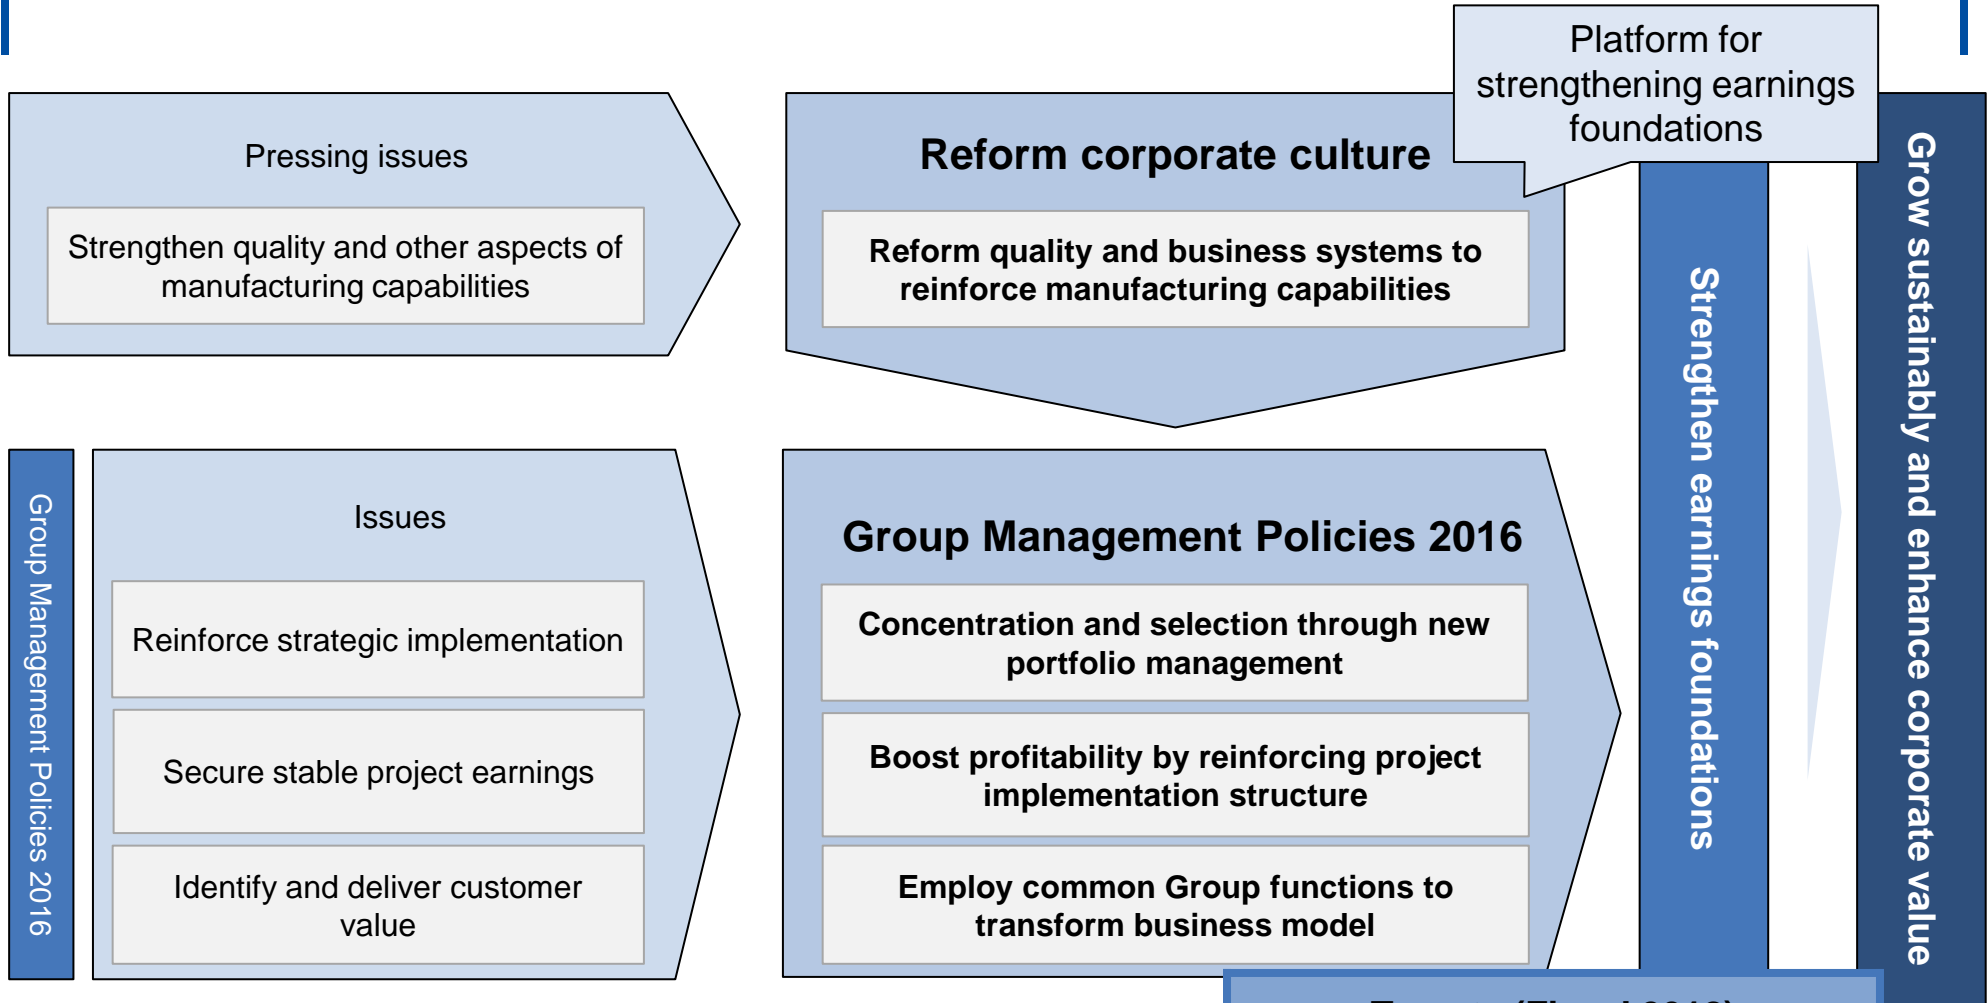 Platform for
strengthening earnings
foundations
Pressing issues
Strengthen quality and other aspects of
manufacturing capabilities
Reform corporate culture
Reform quality and business systems to
reinforce manufacturing capabilities
Group Management Policies 2016
Issues
Reinforce strategic implementation
Secure stable project earnings
Identify and deliver customer
value
Group Management Policies 2016
Concentration and selection through new
portfolio management
Boost profitability by reinforcing project
implementation structure
Employ common Group functions to
transform business model
Strengthen earnings foundations
Grow sustainably and enhance corporate value